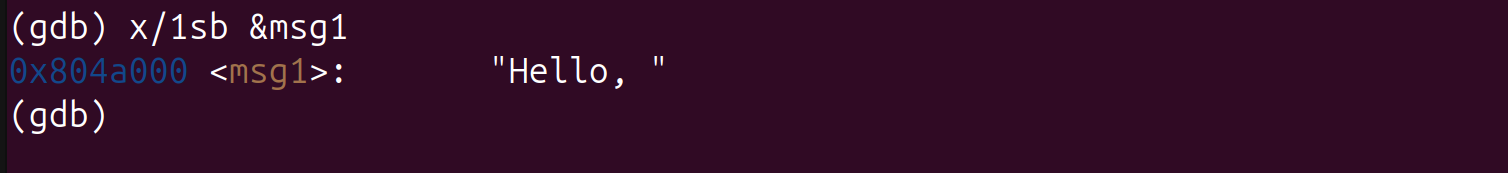 (gdb) x/1sb &msg1
0x804a000 <msg1>:	"Hello, "
(gdb)